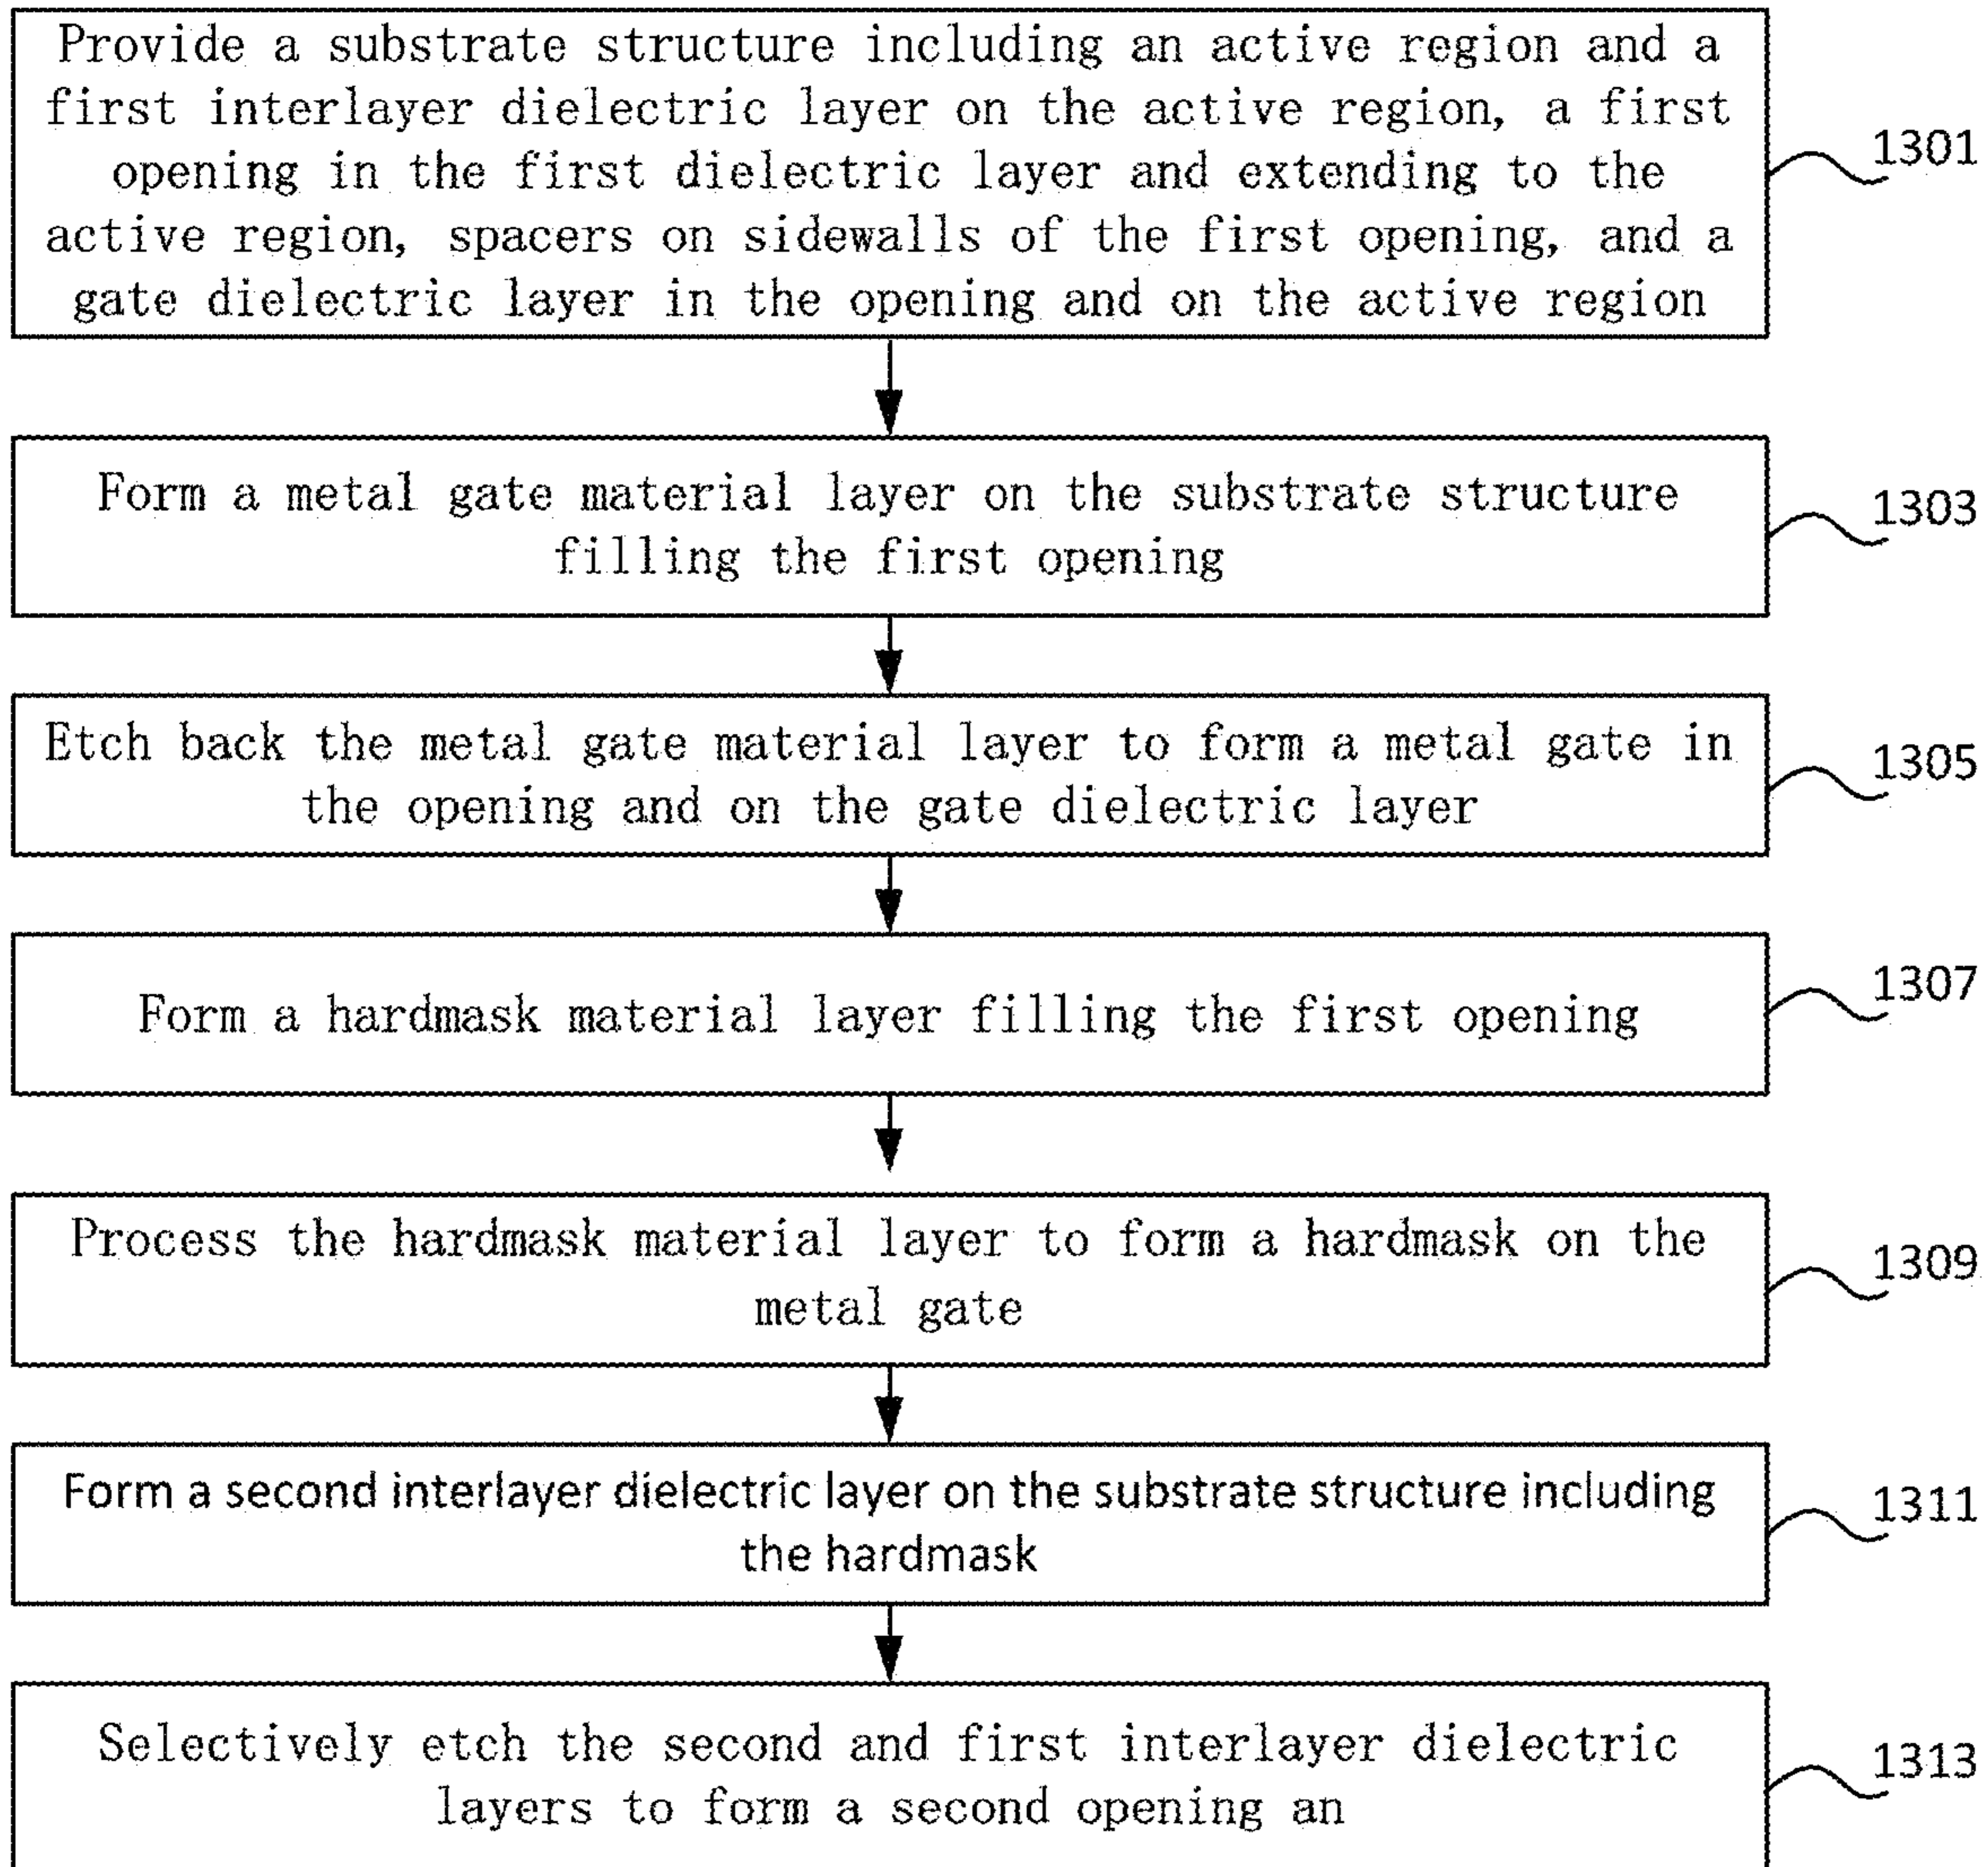 Provide a substrate structure including an active region and a
first interlayer dielectric layer on the active region, a first
opening in the first dielectric layer and extending to the
active region, spacers on sidewalls of the first opening, and a
gate dielectric layer in the opening and on the active region
1301
Form a metal gate material layer on the substrate structure
filling the first opening
1303
Etch back the metal gate material layer to form a metal gate in
the opening and on the gate dielectric layer
1305
Form a hardmask material layer filling the first opening
1307
Process the hardmask material layer to form a hardmask on the
metal gate
1309
Form a second interlayer dielectric layer on the substrate structure including
the hardmask
1311
Selectively etch the second and first interlayer dielectric
layers to form a second opening an
1313